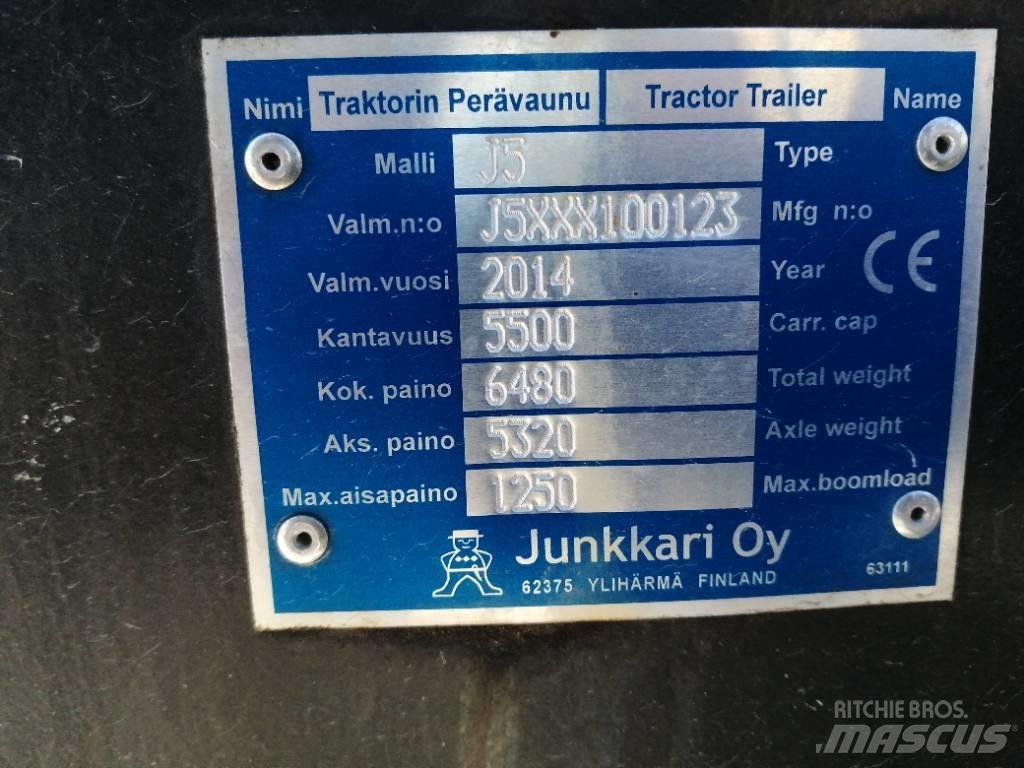 Nimi Traktorin Perävaunu Tractor Trailer Name
Malli J5 Type
Valm.n:o J5XXX100123 Mfg n:o
Valm.vuosi 2014 Year CE
Kantavuus 5500 Carr. cap
Kok. paino 6480 Total weight
Aks. paino 5320 Axle weight
Max.aisapaino 1250 Max.boomload
Junkkari Oy
62375 YLIHÄRMÄ FINLAND 63111
RITCHIE BROS.
MASCUS